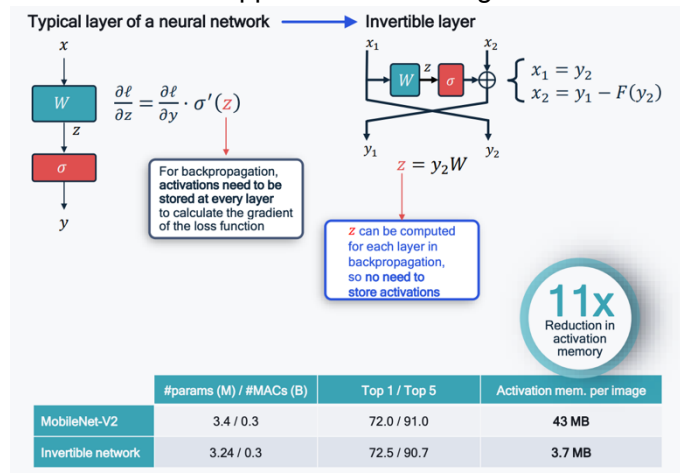 Typical layer of a neural network
Invertible layer
x
W
z
σ
y
∂ℓ/∂z = ∂ℓ/∂y · σ′(z)
For backpropagation,
activations need to be
stored at every layer
to calculate the gradient
of the loss function
x₁ x₂
W z σ
y₁ y₂
x₁ = y₂
x₂ = y₁ − F(y₂)
z = y₂W
z can be computed
for each layer in
backpropagation,
so no need to
store activations
11x
Reduction in
activation
memory
#params (M) / #MACs (B) Top 1 / Top 5 Activation mem. per image
MobileNet-V2 3.4 / 0.3 72.0 / 91.0 43 MB
Invertible network 3.24 / 0.3 72.5 / 90.7 3.7 MB